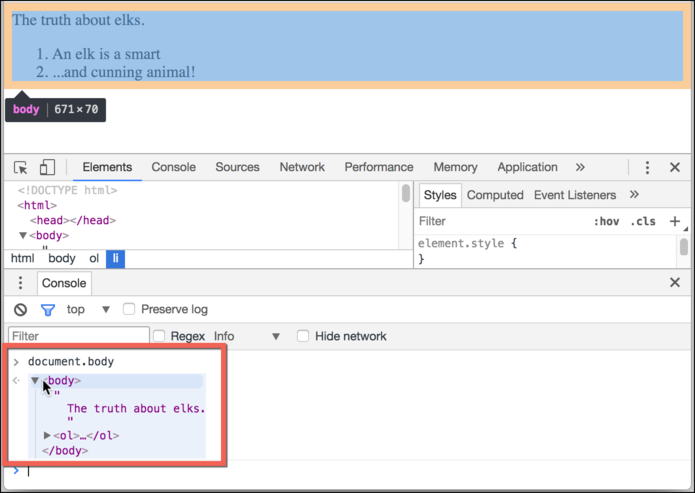 The truth about elks.
1. An elk is a smart
2. ...and cunning animal!
body 671 × 70
Elements Console Sources Network Performance Memory Application »
<!DOCTYPE html>
<html>
<head></head>
▼<body>
"
html body ol li
Styles Computed Event Listeners »
Filter :hov .cls +
element.style {
}
Console
top ▼ Preserve log
Filter Regex Info ▼ Hide network
> document.body
▼<body>
"
The truth about elks.
"
▶<ol>…</ol>
</body>
>